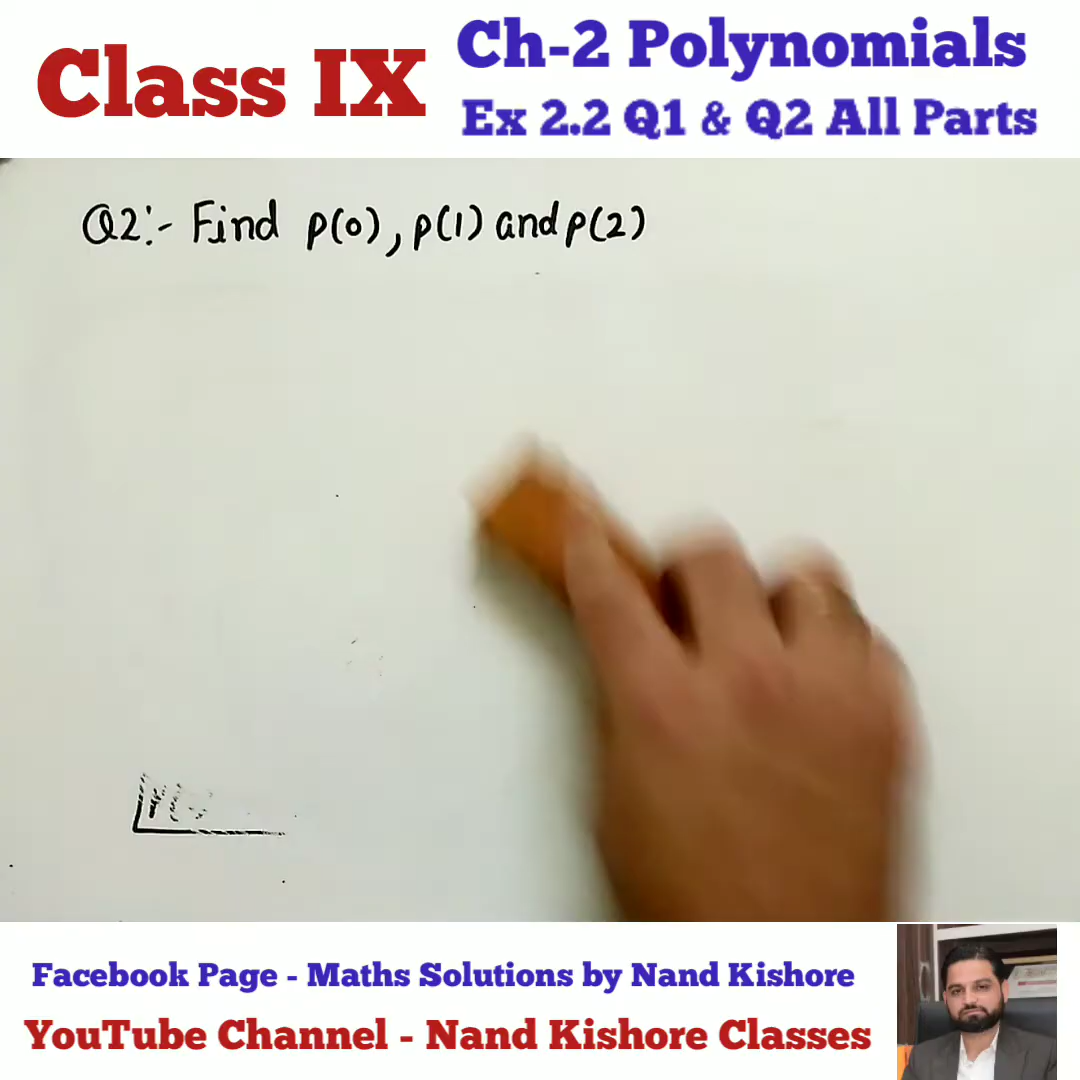 Class IX
Ch-2 Polynomials
Ex 2.2 Q1 & Q2 All Parts
Q2:- Find p(0), p(1) and p(2)
Facebook Page - Maths Solutions by Nand Kishore
YouTube Channel - Nand Kishore Classes